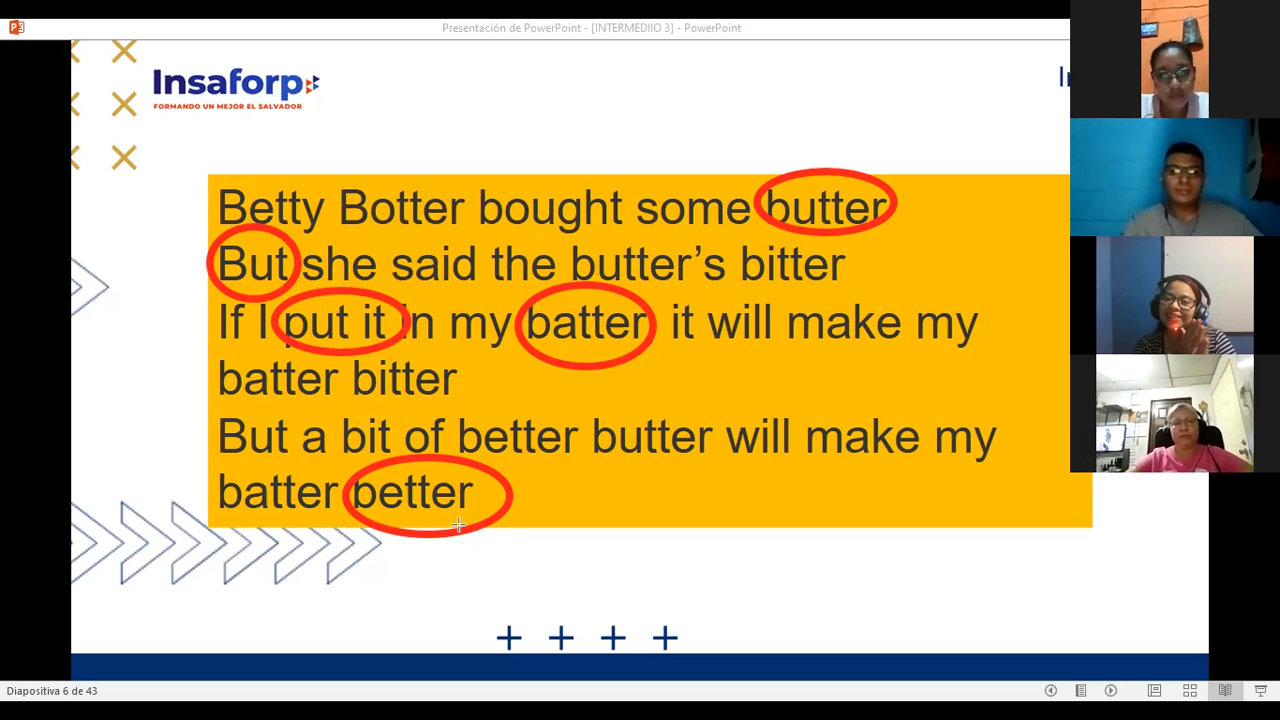 Presentación de PowerPoint - [INTERMEDIIO 3] - PowerPoint
Insaforp
FORMANDO UN MEJOR EL SALVADOR
Betty Botter bought some butter
But she said the butter’s bitter
If I put it in my batter it will make my
batter bitter
But a bit of better butter will make my
batter better
Diapositiva 6 de 43